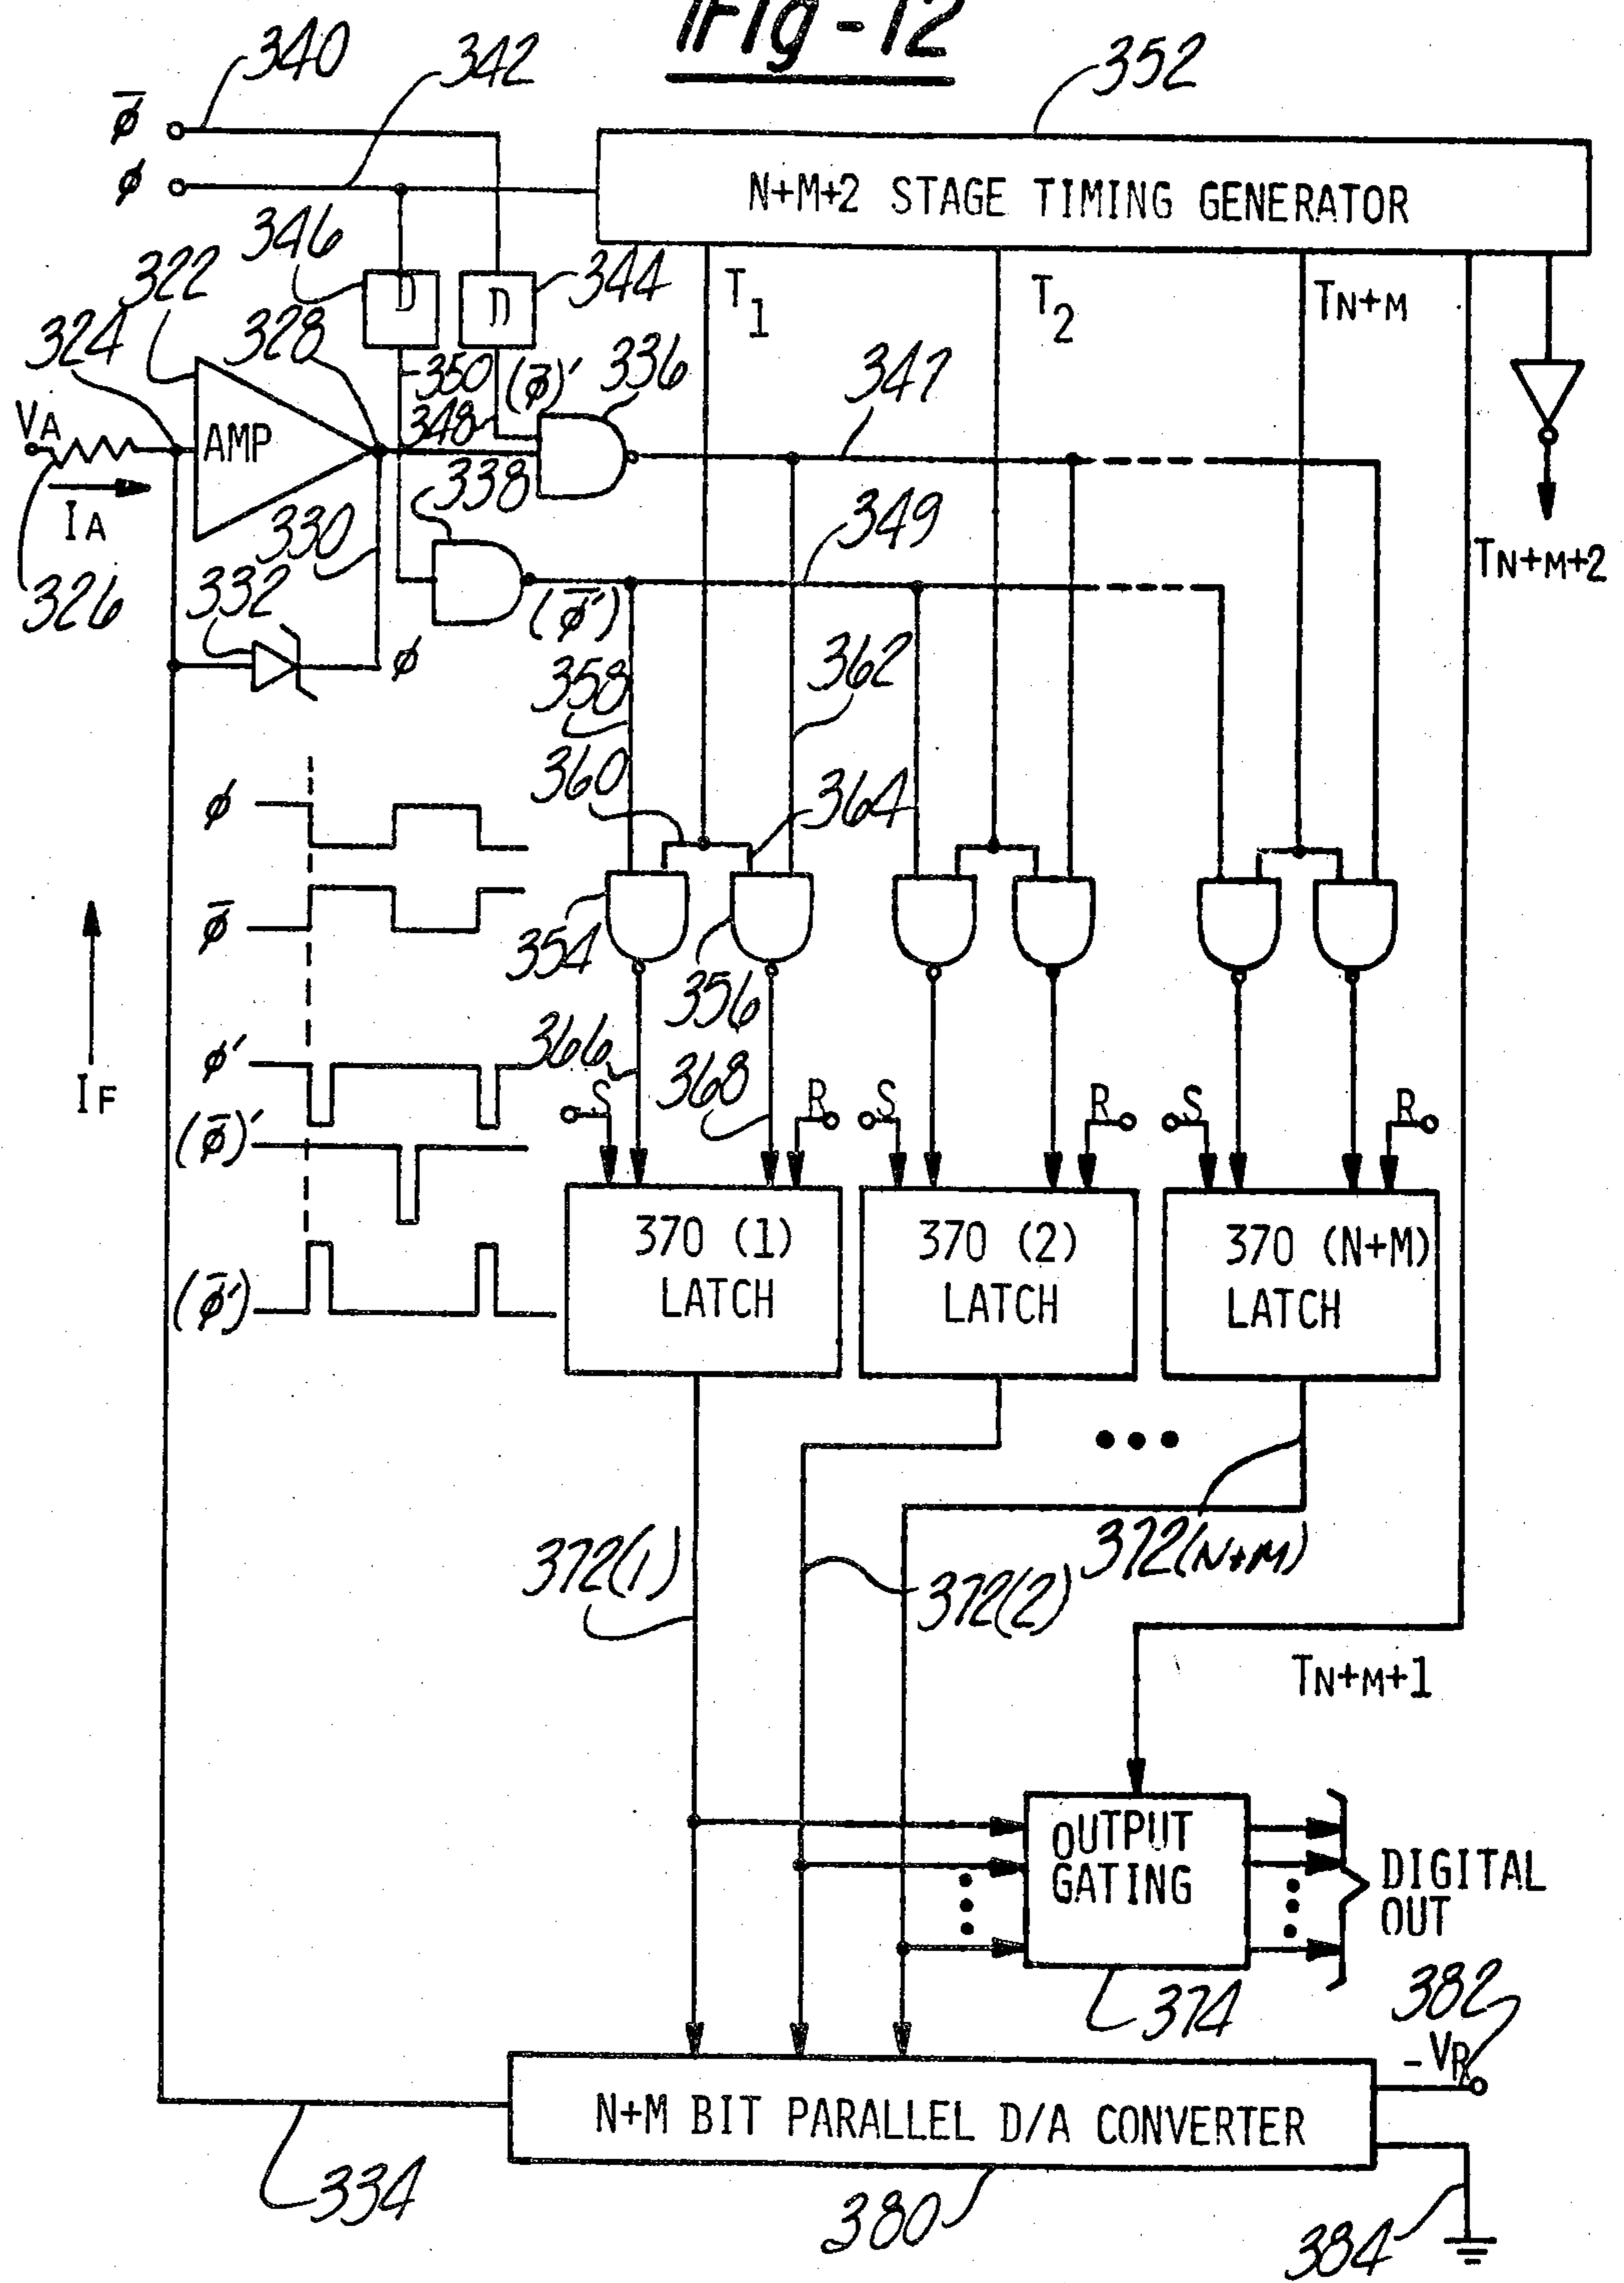 Fig-12
340
342
352
φ̅
φ
N+M+2 STAGE TIMING GENERATOR
346
322
344
T1
T2
TN+M
324
328
D
D
350
(φ̅)′
336
347
VA
AMP
348
338
IA
349
330
TN+M+2
326
332
(φ̅′)
φ
358
362
360
364
φ
φ̅
354
356
IF
φ′
366
368
S
R
S
R
S
R
(φ̅)′
(φ̅′)
370 (1)
LATCH
370 (2)
LATCH
370 (N+M)
LATCH
372(1)
372(2)
372(N+M)
TN+M+1
OUTPUT
GATING
DIGITAL
OUT
374
382
-VR
N+M BIT PARALLEL D/A CONVERTER
334
380
384